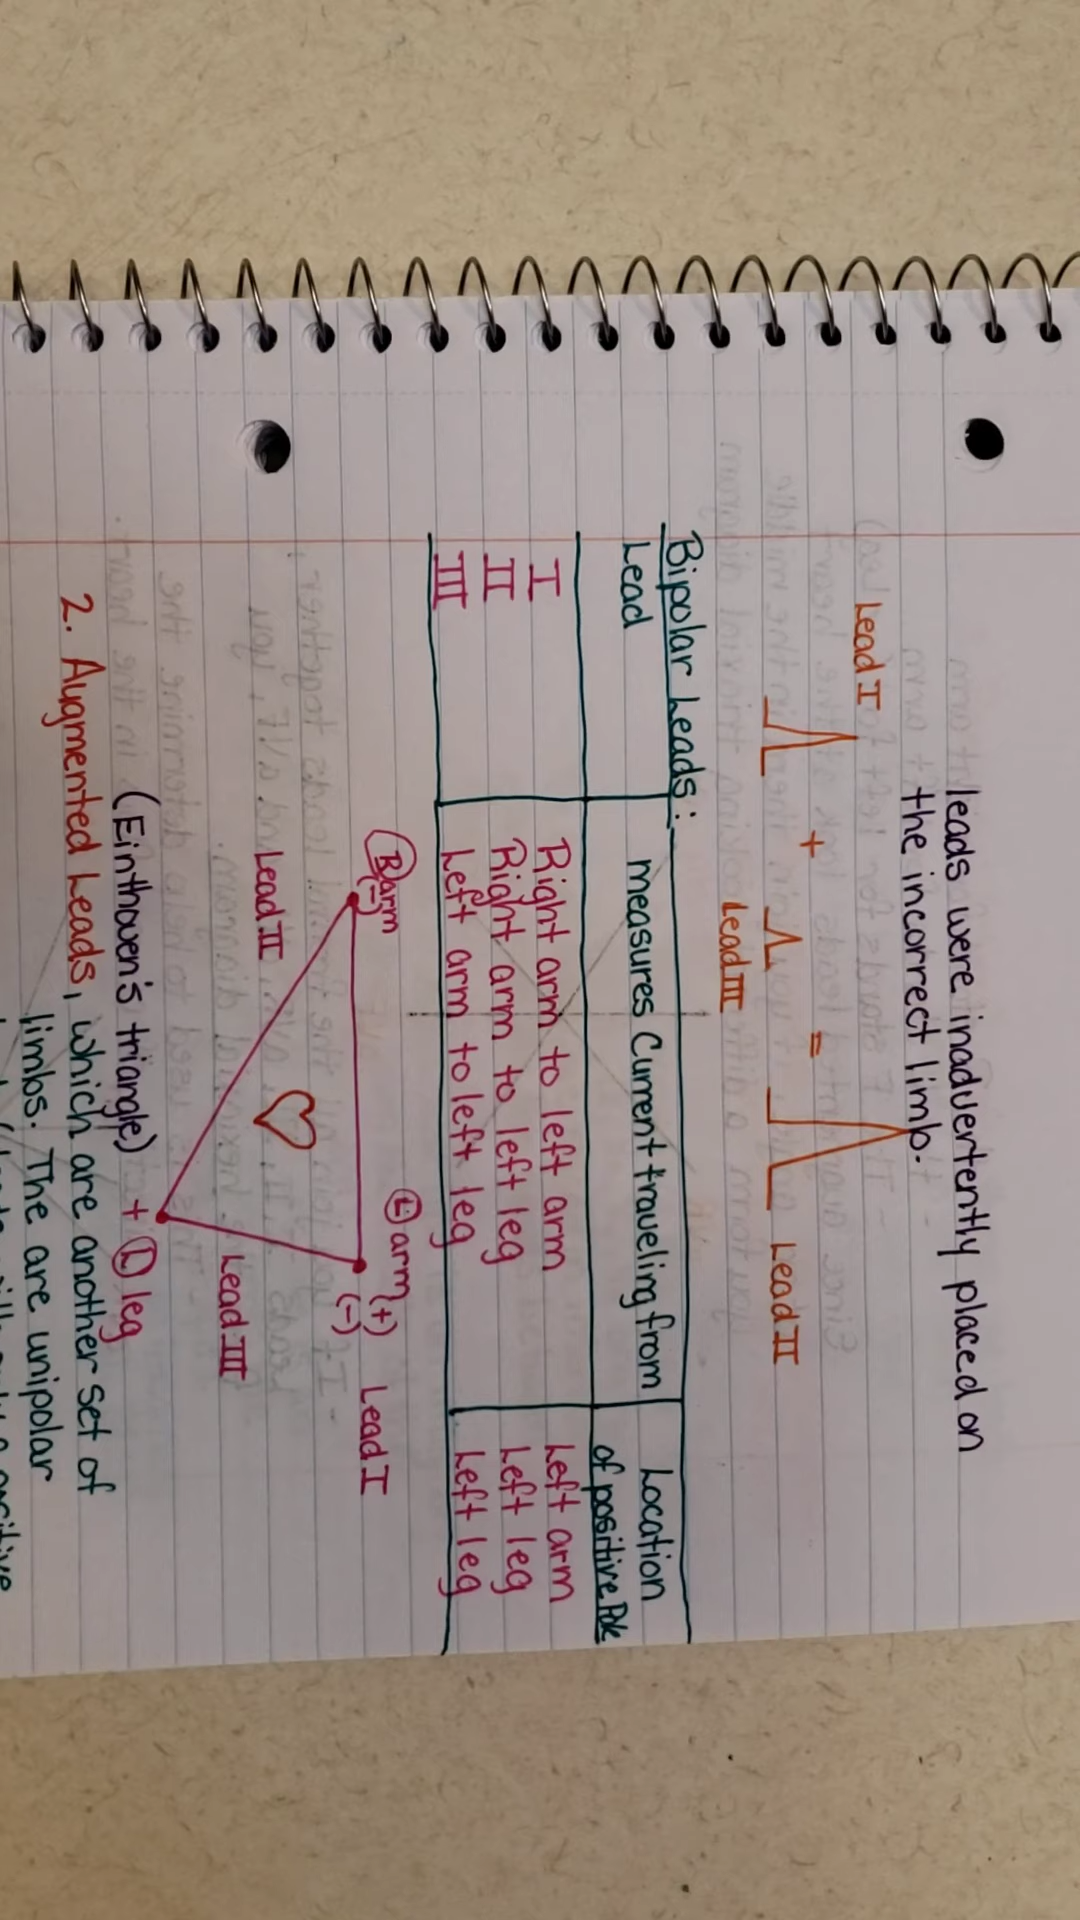 leads were inadvertently placed on
the incorrect limb.
Lead I + Lead III = Lead II
Bipolar Leads:
Lead measures Current traveling from Location of positive Pole
I Right arm to left arm Left arm
II Right arm to left leg Left leg
III Left arm to left leg Left leg
R arm L arm (+) Lead I
(-) (-)
Lead II Lead III
(Einthoven's triangle) + L leg
2. Augmented Leads, which are another set of
limbs. The are unipolar
positive